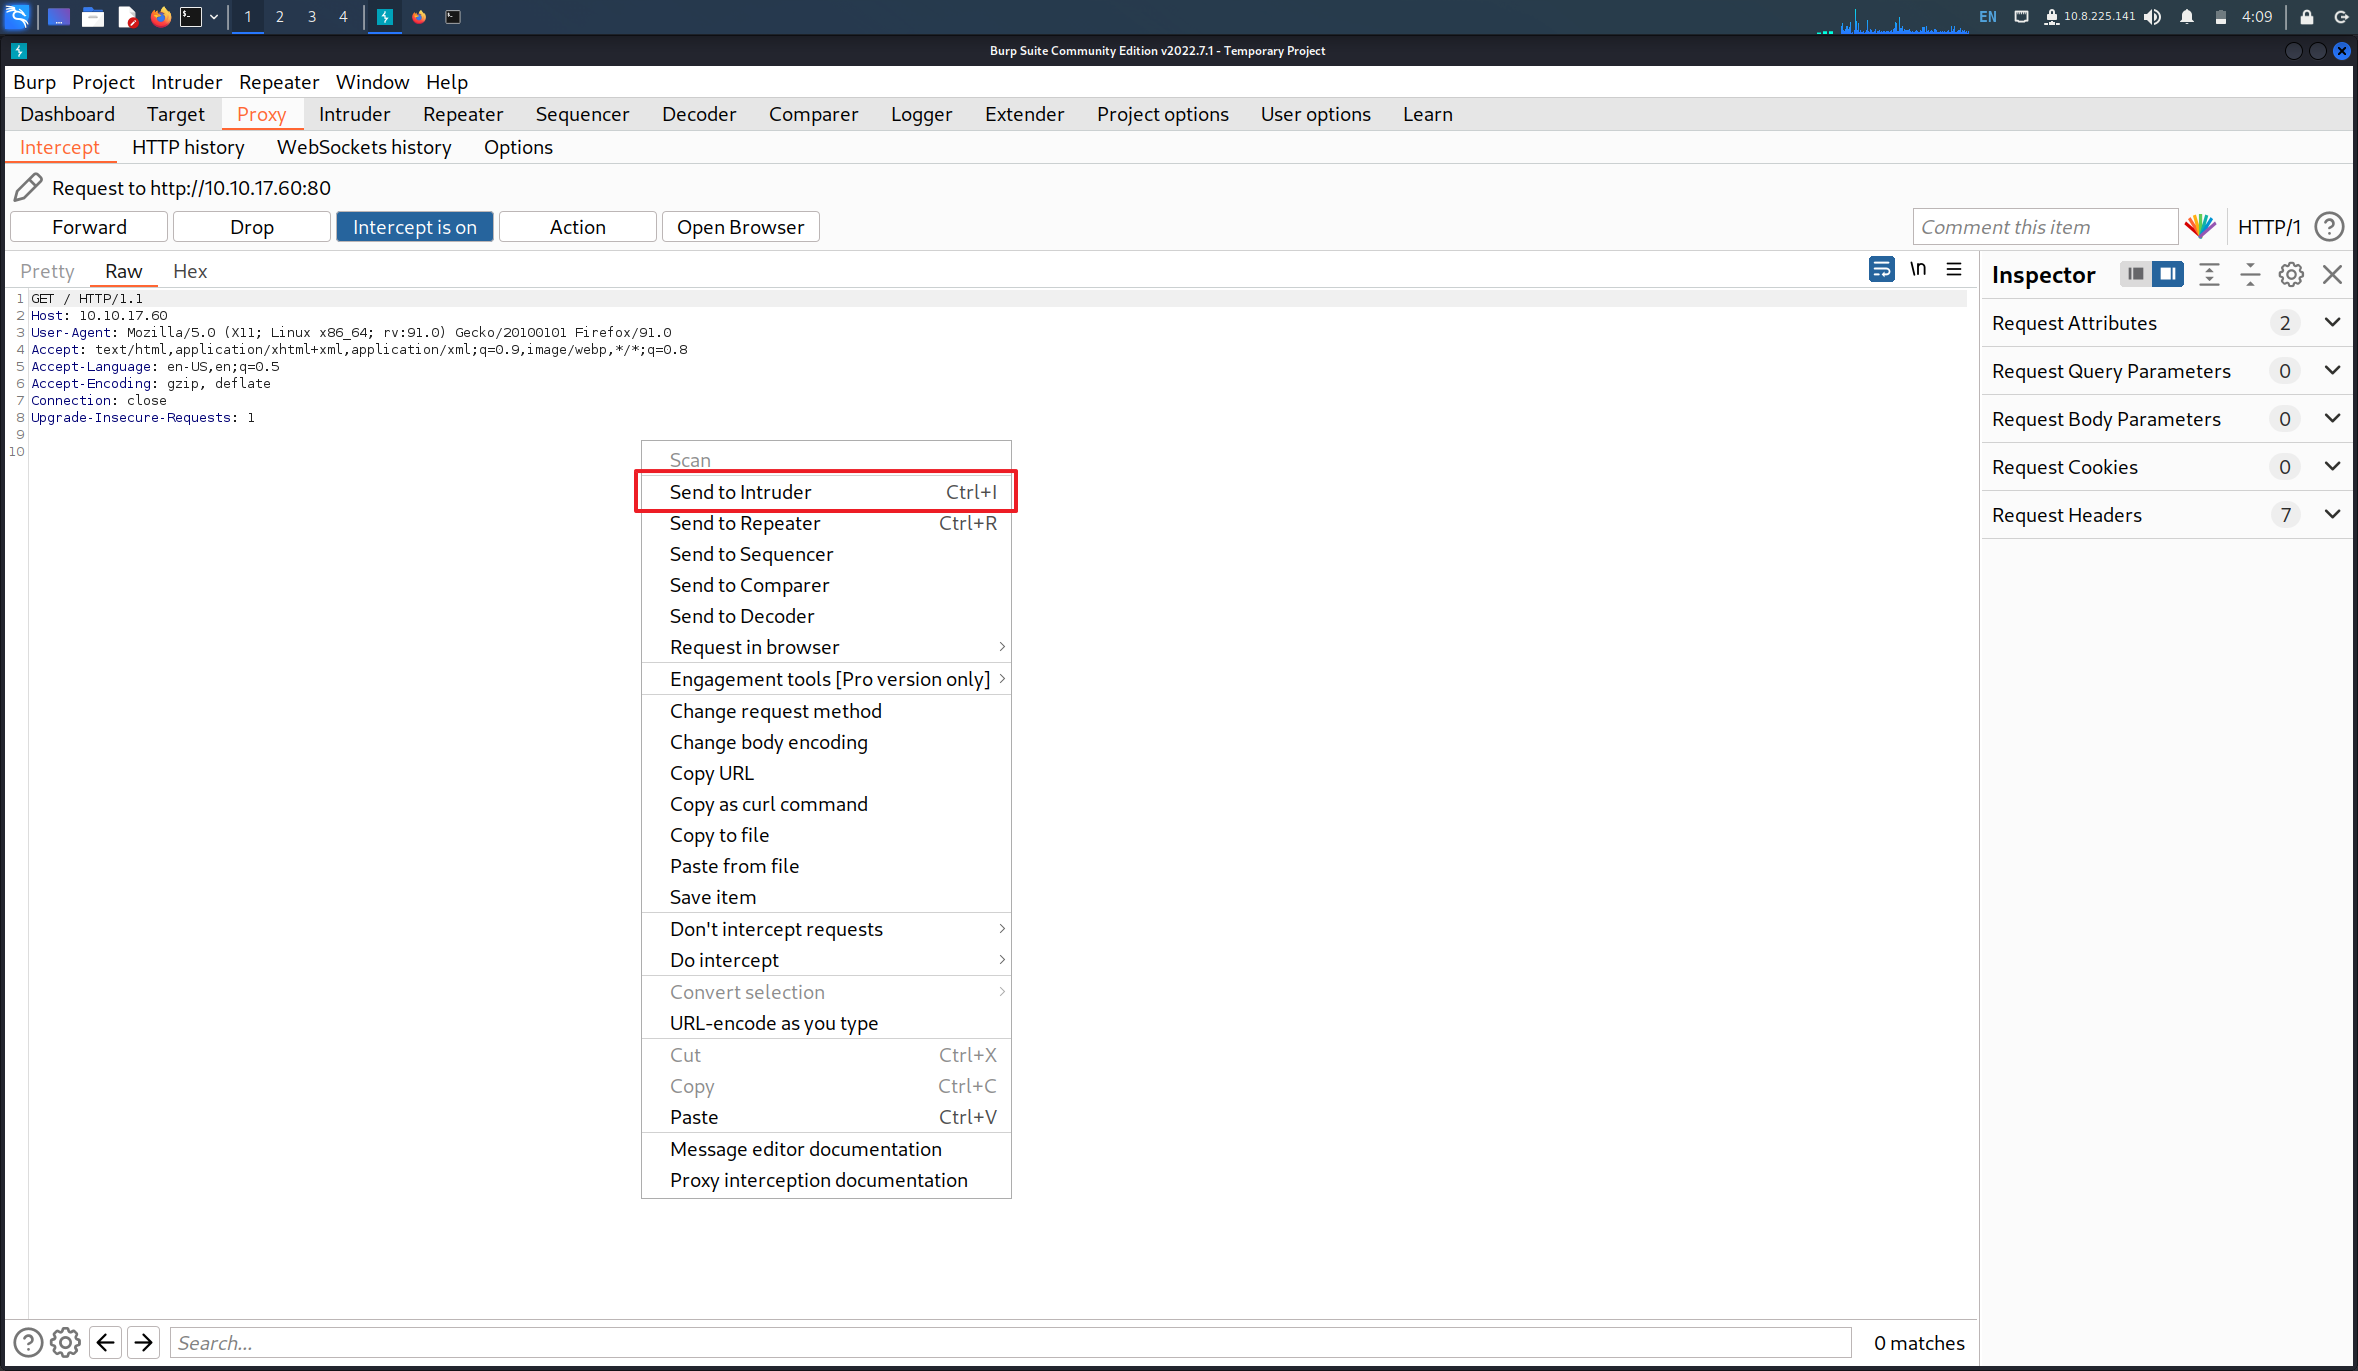 1 2 3 4 EN 10.8.225.141 4:09
Burp Suite Community Edition v2022.7.1 - Temporary Project
Burp Project Intruder Repeater Window Help
Dashboard Target Proxy Intruder Repeater Sequencer Decoder Comparer Logger Extender Project options User options Learn
Intercept HTTP history WebSockets history Options
Request to http://10.10.17.60:80
Forward Drop Intercept is on Action Open Browser Comment this item HTTP/1 ?
Pretty Raw Hex \n
1 GET / HTTP/1.1
2 Host: 10.10.17.60
3 User-Agent: Mozilla/5.0 (X11; Linux x86_64; rv:91.0) Gecko/20100101 Firefox/91.0
4 Accept: text/html,application/xhtml+xml,application/xml;q=0.9,image/webp,*/*;q=0.8
5 Accept-Language: en-US,en;q=0.5
6 Accept-Encoding: gzip, deflate
7 Connection: close
8 Upgrade-Insecure-Requests: 1
9
10
Scan
Send to Intruder Ctrl+I
Send to Repeater Ctrl+R
Send to Sequencer
Send to Comparer
Send to Decoder
Request in browser
Engagement tools [Pro version only]
Change request method
Change body encoding
Copy URL
Copy as curl command
Copy to file
Paste from file
Save item
Don't intercept requests
Do intercept
Convert selection
URL-encode as you type
Cut Ctrl+X
Copy Ctrl+C
Paste Ctrl+V
Message editor documentation
Proxy interception documentation
Inspector
Request Attributes 2
Request Query Parameters 0
Request Body Parameters 0
Request Cookies 0
Request Headers 7
? Search... 0 matches